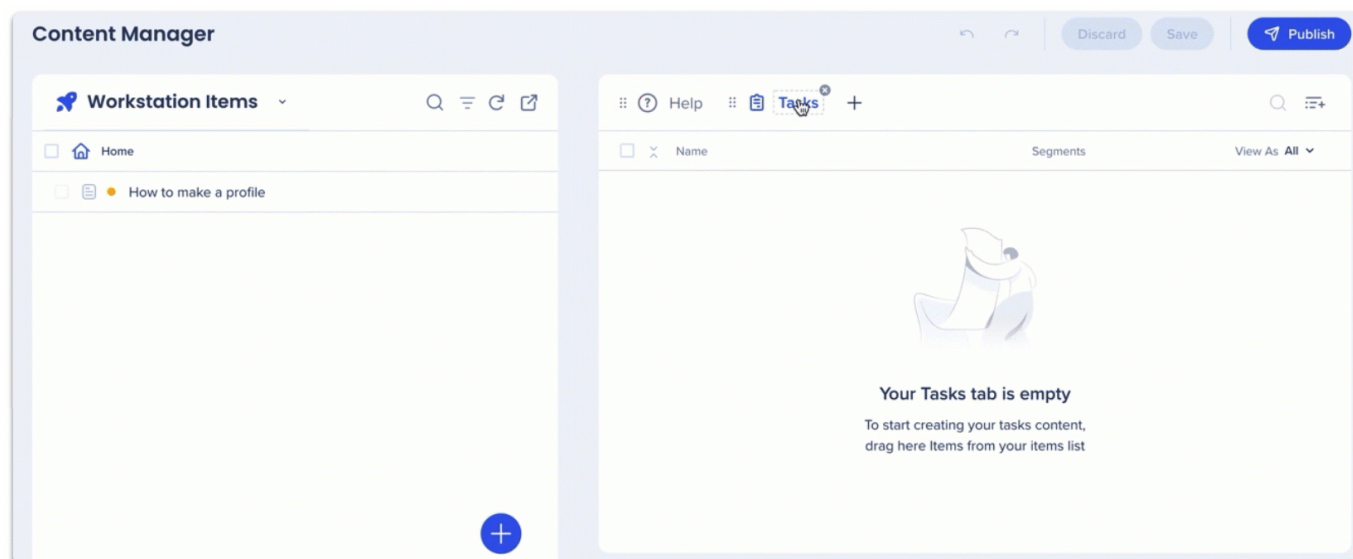 Content Manager
Discard
Save
Publish
Workstation Items
Help
Tasks
Home
Name
Segments
View As All
How to make a profile
Your Tasks tab is empty
To start creating your tasks content,
drag here Items from your items list